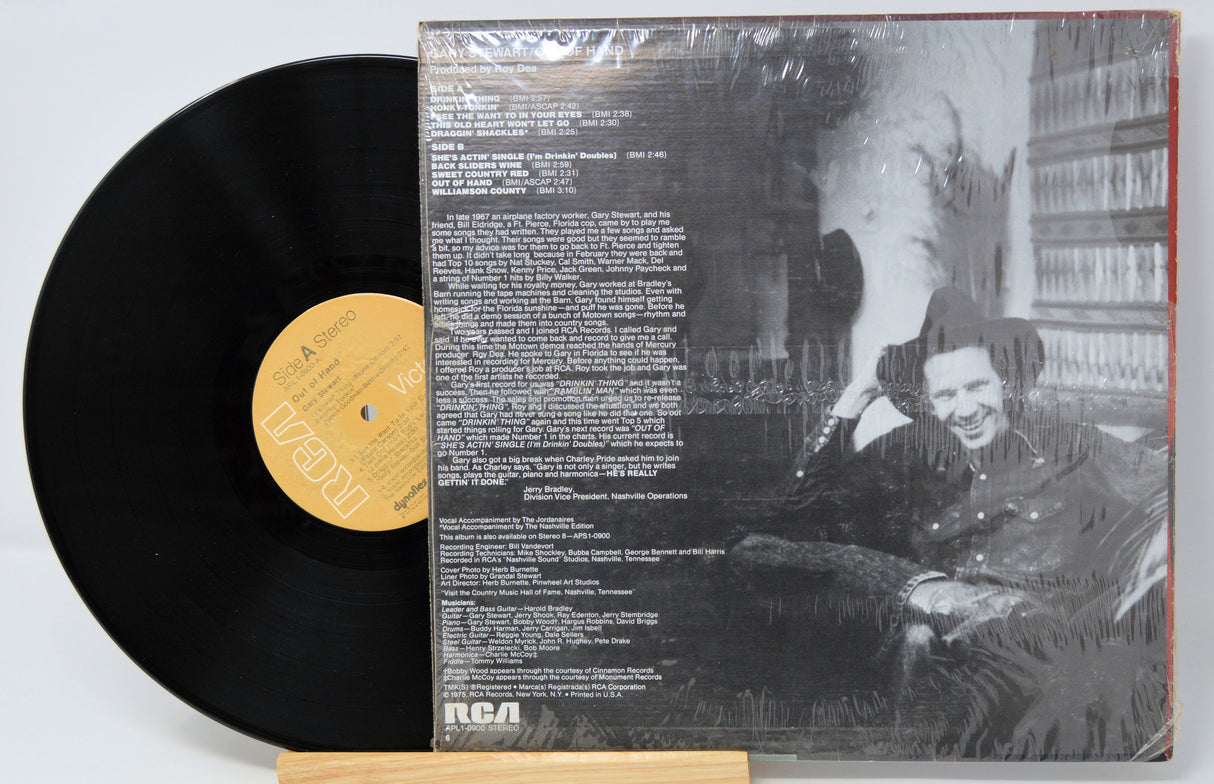 GARY STEWART/OUT OF HAND
Produced by Roy Dea
SIDE A
DRINKIN' THING (BMI 2:57)
HONKY-TONKIN' (BMI/ASCAP 2:42)
*SEE THE WANT TO IN YOUR EYES (BMI 2:38)
THIS OLD HEART WON'T LET GO (BMI 2:30)
DRAGGIN' SHACKLES* (BMI 2:25)
SIDE B
SHE'S ACTIN' SINGLE (I'm Drinkin' Doubles) (BMI 2:46)
BACK SLIDERS WINE (BMI 2:59)
SWEET COUNTRY RED (BMI 2:31)
OUT OF HAND (BMI/ASCAP 2:47)
WILLIAMSON COUNTY (BMI 3:10)
In late 1967 an airplane factory worker, Gary Stewart, and his
friend, Bill Eldridge, a Ft. Pierce, Florida cop, came by to play me
some songs they had written. They played me a few songs and asked
me what I thought. Their songs were good but they seemed to ramble
a bit, so my advice was for them to go back to Ft. Pierce and tighten
them up. It didn't take long because in February they were back and
had Top 10 songs by Nat Stuckey, Cal Smith, Warner Mack, Del
Reeves, Hank Snow, Kenny Price, Jack Green, Johnny Paycheck and
a string of Number 1 hits by Billy Walker.
While waiting for his royalty money, Gary worked at Bradley's
Barn running the tape machines and cleaning the studios. Even with
writing songs and working at the Barn, Gary found himself getting
homesick for the Florida sunshine—and puff he was gone. Before he
left, he did a demo session of a bunch of Motown songs—rhythm and
things and made them into country songs.
Two years passed and I joined RCA Records. I called Gary and
said if he ever wanted to come back and record to give me a call.
During this time the Motown demos reached the hands of Mercury
producer Roy Dea. He spoke to Gary in Florida to see if he was
interested in recording for Mercury. Before anything could happen,
I offered Roy a producer's job at RCA. Roy took the job and Gary was
one of the first artists he recorded.
Gary's first record for us was "DRINKIN' THING" and it wasn't a
success. Then he followed with "RAMBLIN' MAN" which was even
less a success. The sales and promotion men urged us to re-release
"DRINKIN' THING". Roy and I discussed the situation and we both
agreed that Gary had never sung a song like he did that one. So out
came "DRINKIN' THING" again and this time went Top 5 which
started things rolling for Gary. Gary's next record was "OUT OF
HAND" which made Number 1 in the charts. His current record is
"SHE'S ACTIN' SINGLE (I'm Drinkin' Doubles)" which he expects to
go Number 1.
Gary also got a big break when Charley Pride asked him to join
his band. As Charley says, "Gary is not only a singer, but he writes
songs, plays the guitar, piano and harmonica—HE'S REALLY
GETTIN' IT DONE."
Jerry Bradley,
Division Vice President, Nashville Operations
Vocal Accompaniment by The Jordanaires
*Vocal Accompaniment by The Nashville Edition
This album is also available on Stereo 8—APS1-0900
Recording Engineer: Bill Vandevort
Recording Technicians: Mike Shockley, Bubba Campbell, George Bennett and Bill Harris
Recorded in RCA's "Nashville Sound" Studios, Nashville, Tennessee
Cover Photo by Herb Burnette
Liner Photo by Grandal Stewart
Art Director: Herb Burnette, Pinwheel Art Studios
"Visit the Country Music Hall of Fame, Nashville, Tennessee"
Musicians:
Leader and Bass Guitar—Harold Bradley
Guitar—Gary Stewart, Jerry Shook, Ray Edenton, Jerry Stembridge
Piano—Gary Stewart, Bobby Wood†, Hargus Robbins, David Briggs
Drums—Buddy Harman, Jerry Carrigan, Jim Isbell
Electric Guitar—Reggie Young, Dale Sellers
Steel Guitar—Weldon Myrick, John R. Hughey, Pete Drake
Bass—Henry Strzelecki, Bob Moore
Harmonica—Charlie McCoy‡
Fiddle—Tommy Williams
†Bobby Wood appears through the courtesy of Cinnamon Records
‡Charlie McCoy appears through the courtesy of Monument Records
TMK(S) ®Registered • Marca(s) Registrada(s) RCA Corporation
© 1975, RCA Records, New York, N.Y. • Printed in U.S.A.
RCA
APL1-0900 STEREO
6
Side A Stereo
Out of Hand
Gary Stewart
Vict
RCA
dynaflex